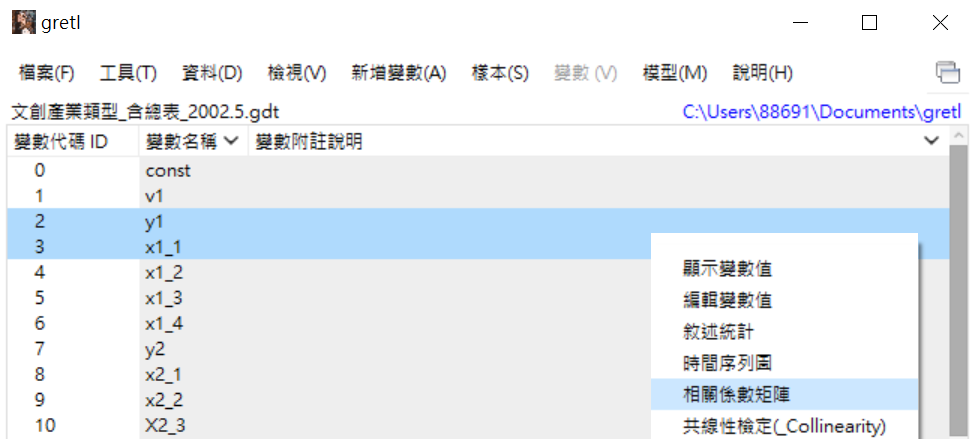 gretl
檔案(F) 工具(T) 資料(D) 檢視(V) 新增變數(A) 樣本(S) 變數 (V) 模型(M) 說明(H)
文創產業類型_含總表_2002.5.gdt C:\Users\88691\Documents\gretl
變數代碼 ID 變數名稱 變數附註說明
0 const
1 v1
2 y1
3 x1_1
4 x1_2
5 x1_3
6 x1_4
7 y2
8 x2_1
9 x2_2
10 X2_3
顯示變數值
編輯變數值
敘述統計
時間序列圖
相關係數矩陣
共線性檢定(_Collinearity)